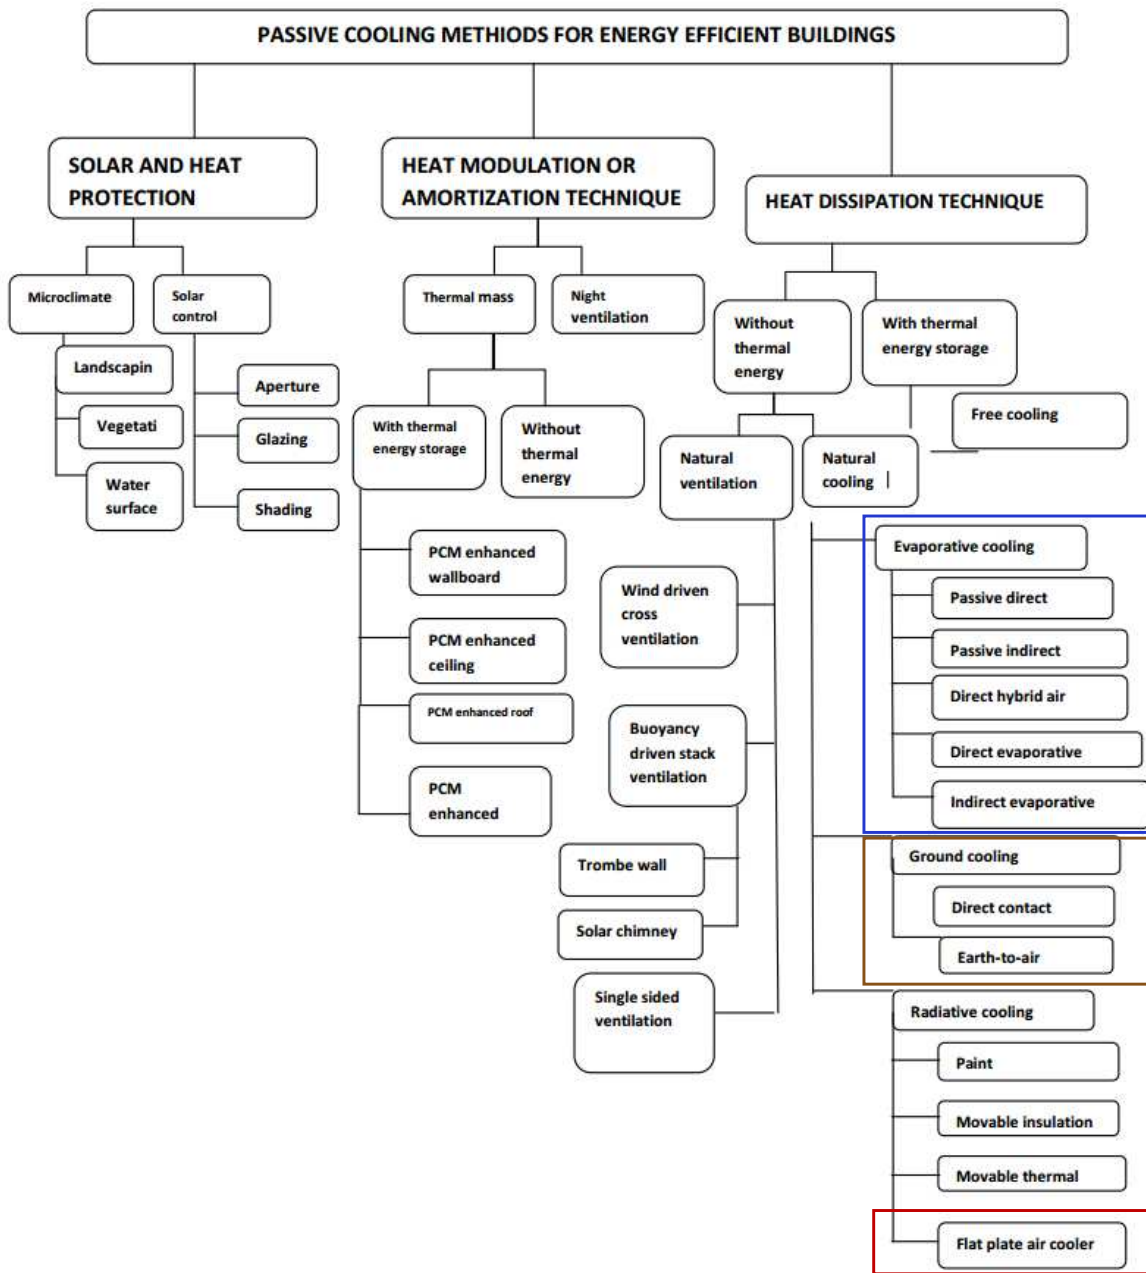 PASSIVE COOLING METHIODS FOR ENERGY EFFICIENT BUILDINGS
SOLAR AND HEAT
PROTECTION
HEAT MODULATION OR
AMORTIZATION TECHNIQUE
HEAT DISSIPATION TECHNIQUE
Microclimate
Solar
control
Landscapin
Vegetati
Water
surface
Aperture
Glazing
Shading
Thermal mass
Night
ventilation
With thermal
energy storage
Without
thermal
energy
PCM enhanced
wallboard
PCM enhanced
ceiling
PCM enhanced roof
PCM
enhanced
Without
thermal
energy
With thermal
energy storage
Free cooling
Natural
ventilation
Natural
cooling
Wind driven
cross
ventilation
Buoyancy
driven stack
ventilation
Trombe wall
Solar chimney
Single sided
ventilation
Evaporative cooling
Passive direct
Passive indirect
Direct hybrid air
Direct evaporative
Indirect evaporative
Ground cooling
Direct contact
Earth-to-air
Radiative cooling
Paint
Movable insulation
Movable thermal
Flat plate air cooler